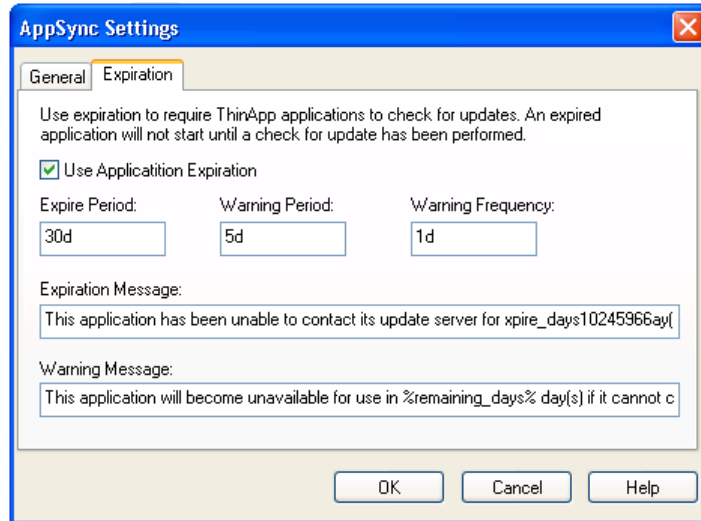 AppSync Settings
General Expiration
Use expiration to require ThinApp applications to check for updates. An expired
application will not start until a check for update has been performed.
Use Applicatition Expiration
Expire Period: Warning Period: Warning Frequency:
30d 5d 1d
Expiration Message:
This application has been unable to contact its update server for xpire_days10245966ay(
Warning Message:
This application will become unavailable for use in %remaining_days% day(s) if it cannot c
OK Cancel Help